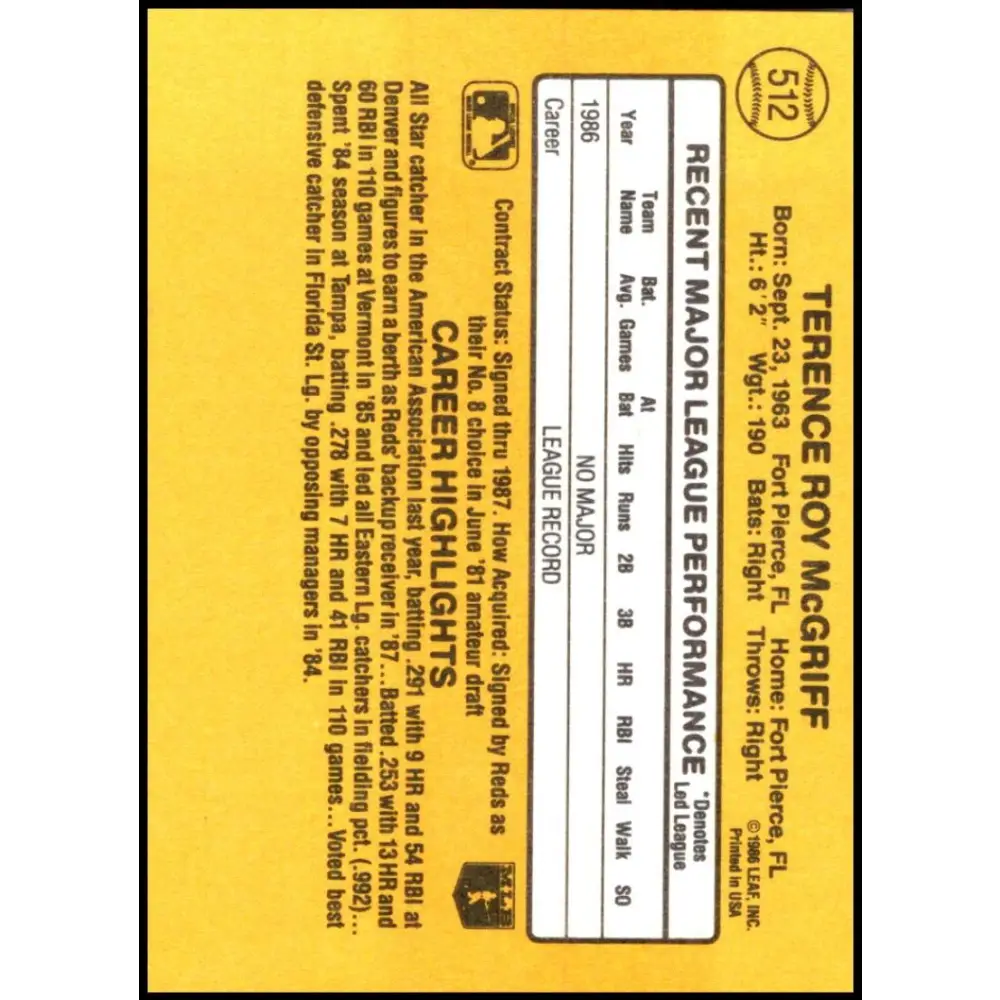 512
TERENCE ROY McGRIFF
Born: Sept. 23, 1963 Fort Pierce, FL Home: Fort Pierce, FL
Ht.: 6'2" Wgt.: 190 Bats: Right Throws: Right
©1986 LEAF, INC.
Printed in USA
RECENT MAJOR LEAGUE PERFORMANCE *Denotes Led League
Year Team Name Bat. Avg. Games At Bat Hits Runs 2B 3B HR RBI Steal Walk SO
1986 NO MAJOR
Career LEAGUE RECORD
Contract Status: Signed thru 1987. How Acquired: Signed by Reds as
their No. 8 choice in June '81 amateur draft
MLB
CAREER HIGHLIGHTS
All Star catcher in the American Association last year, batting .291 with 9 HR and 54 RBI at
Denver and figures to earn a berth as Reds' backup receiver in '87...Batted .253 with 13 HR and
60 RBI in 110 games at Vermont in '85 and led all Eastern Lg. catchers in fielding pct. (.992)...
Spent '84 season at Tampa, batting .278 with 7 HR and 41 RBI in 110 games...Voted best
defensive catcher in Florida St. Lg. by opposing managers in '84.